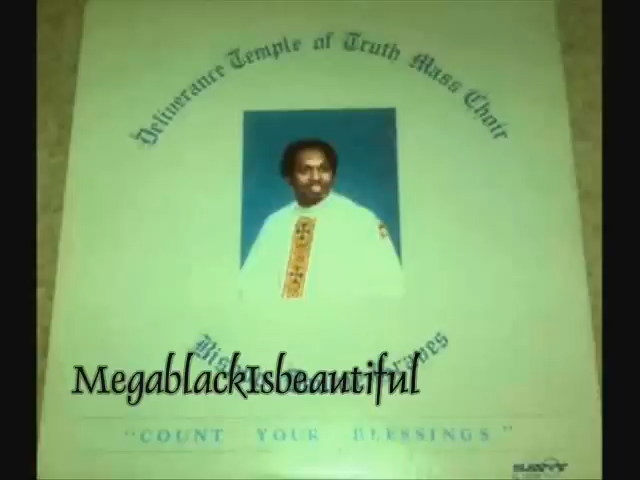 Deliverance Temple of Truth Mass Choir
MegablackIsbeautiful
"COUNT YOUR BLESSINGS"